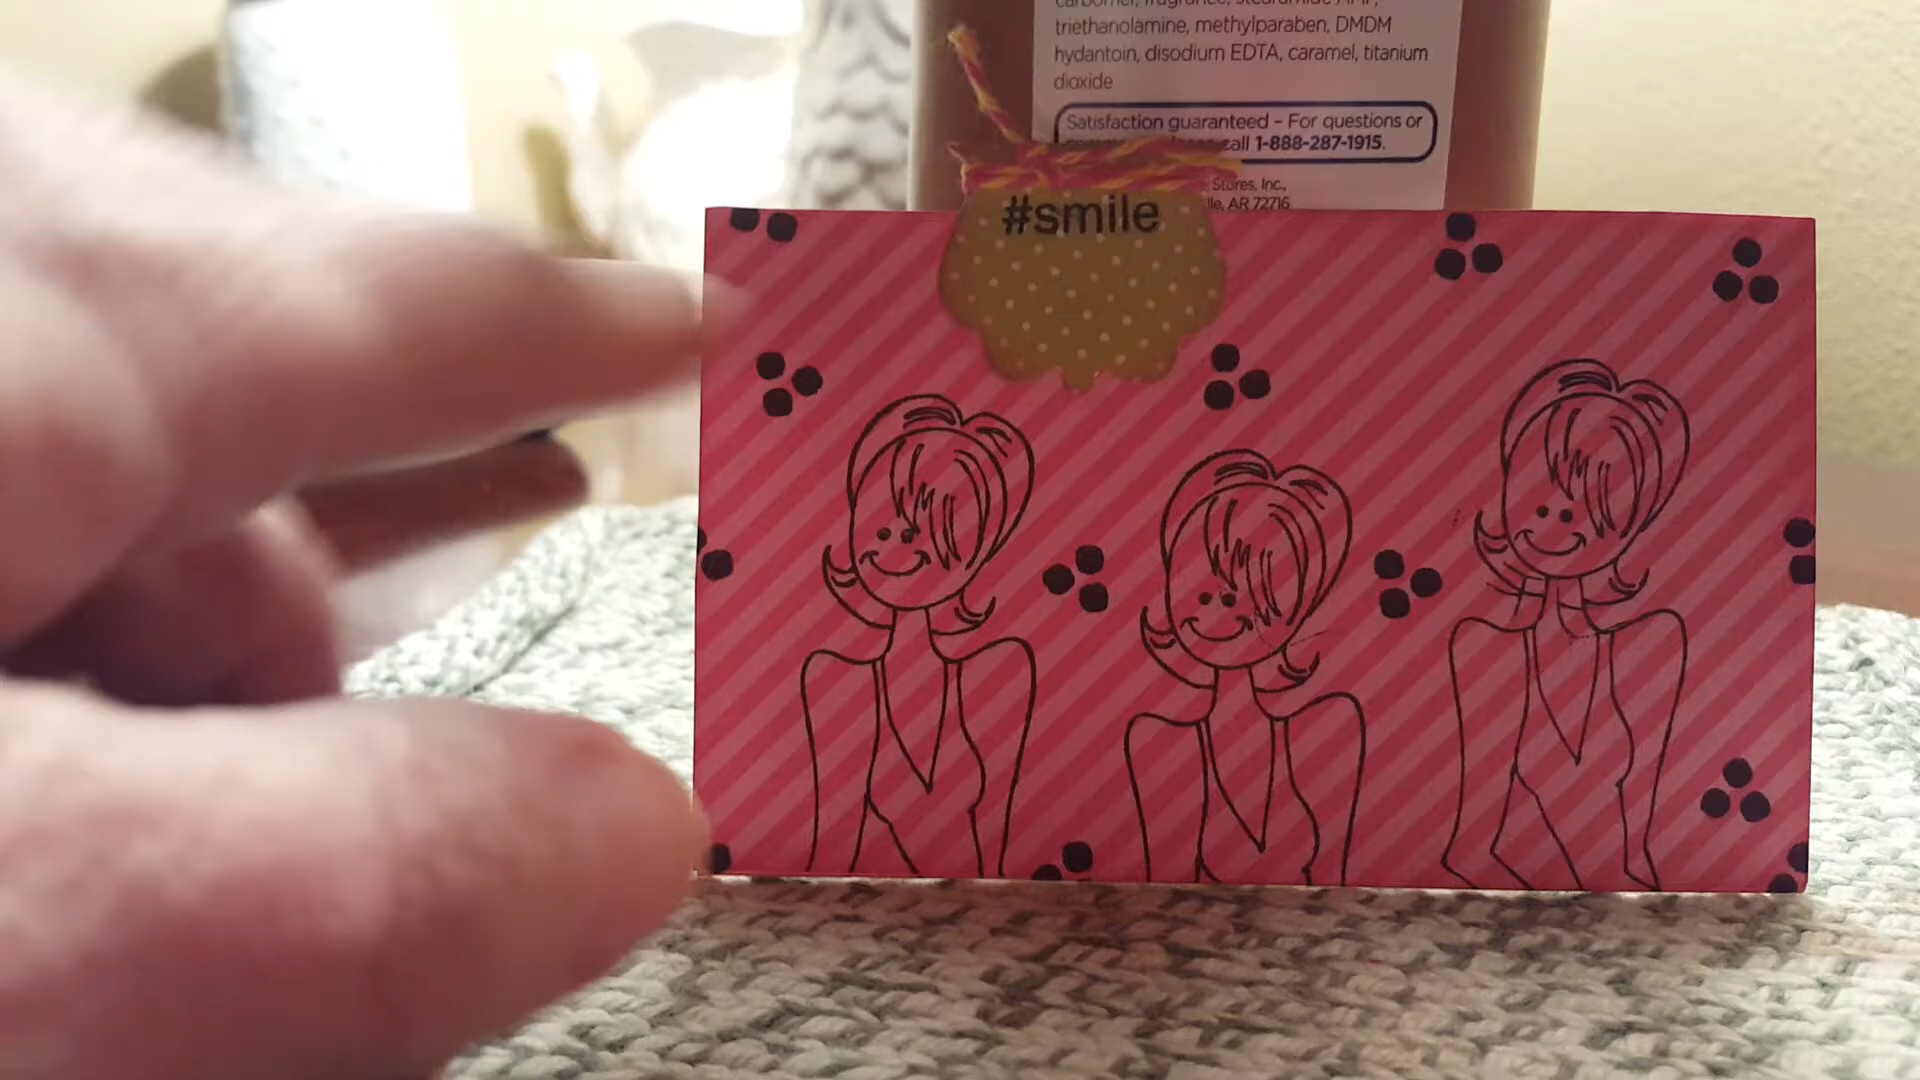 triethanolamine, methylparaben, DMDM
hydantoin, disodium EDTA, caramel, titanium
dioxide
Satisfaction guaranteed – For questions or
call 1-888-287-1915.
Stores, Inc.,
AR 72716
#smile